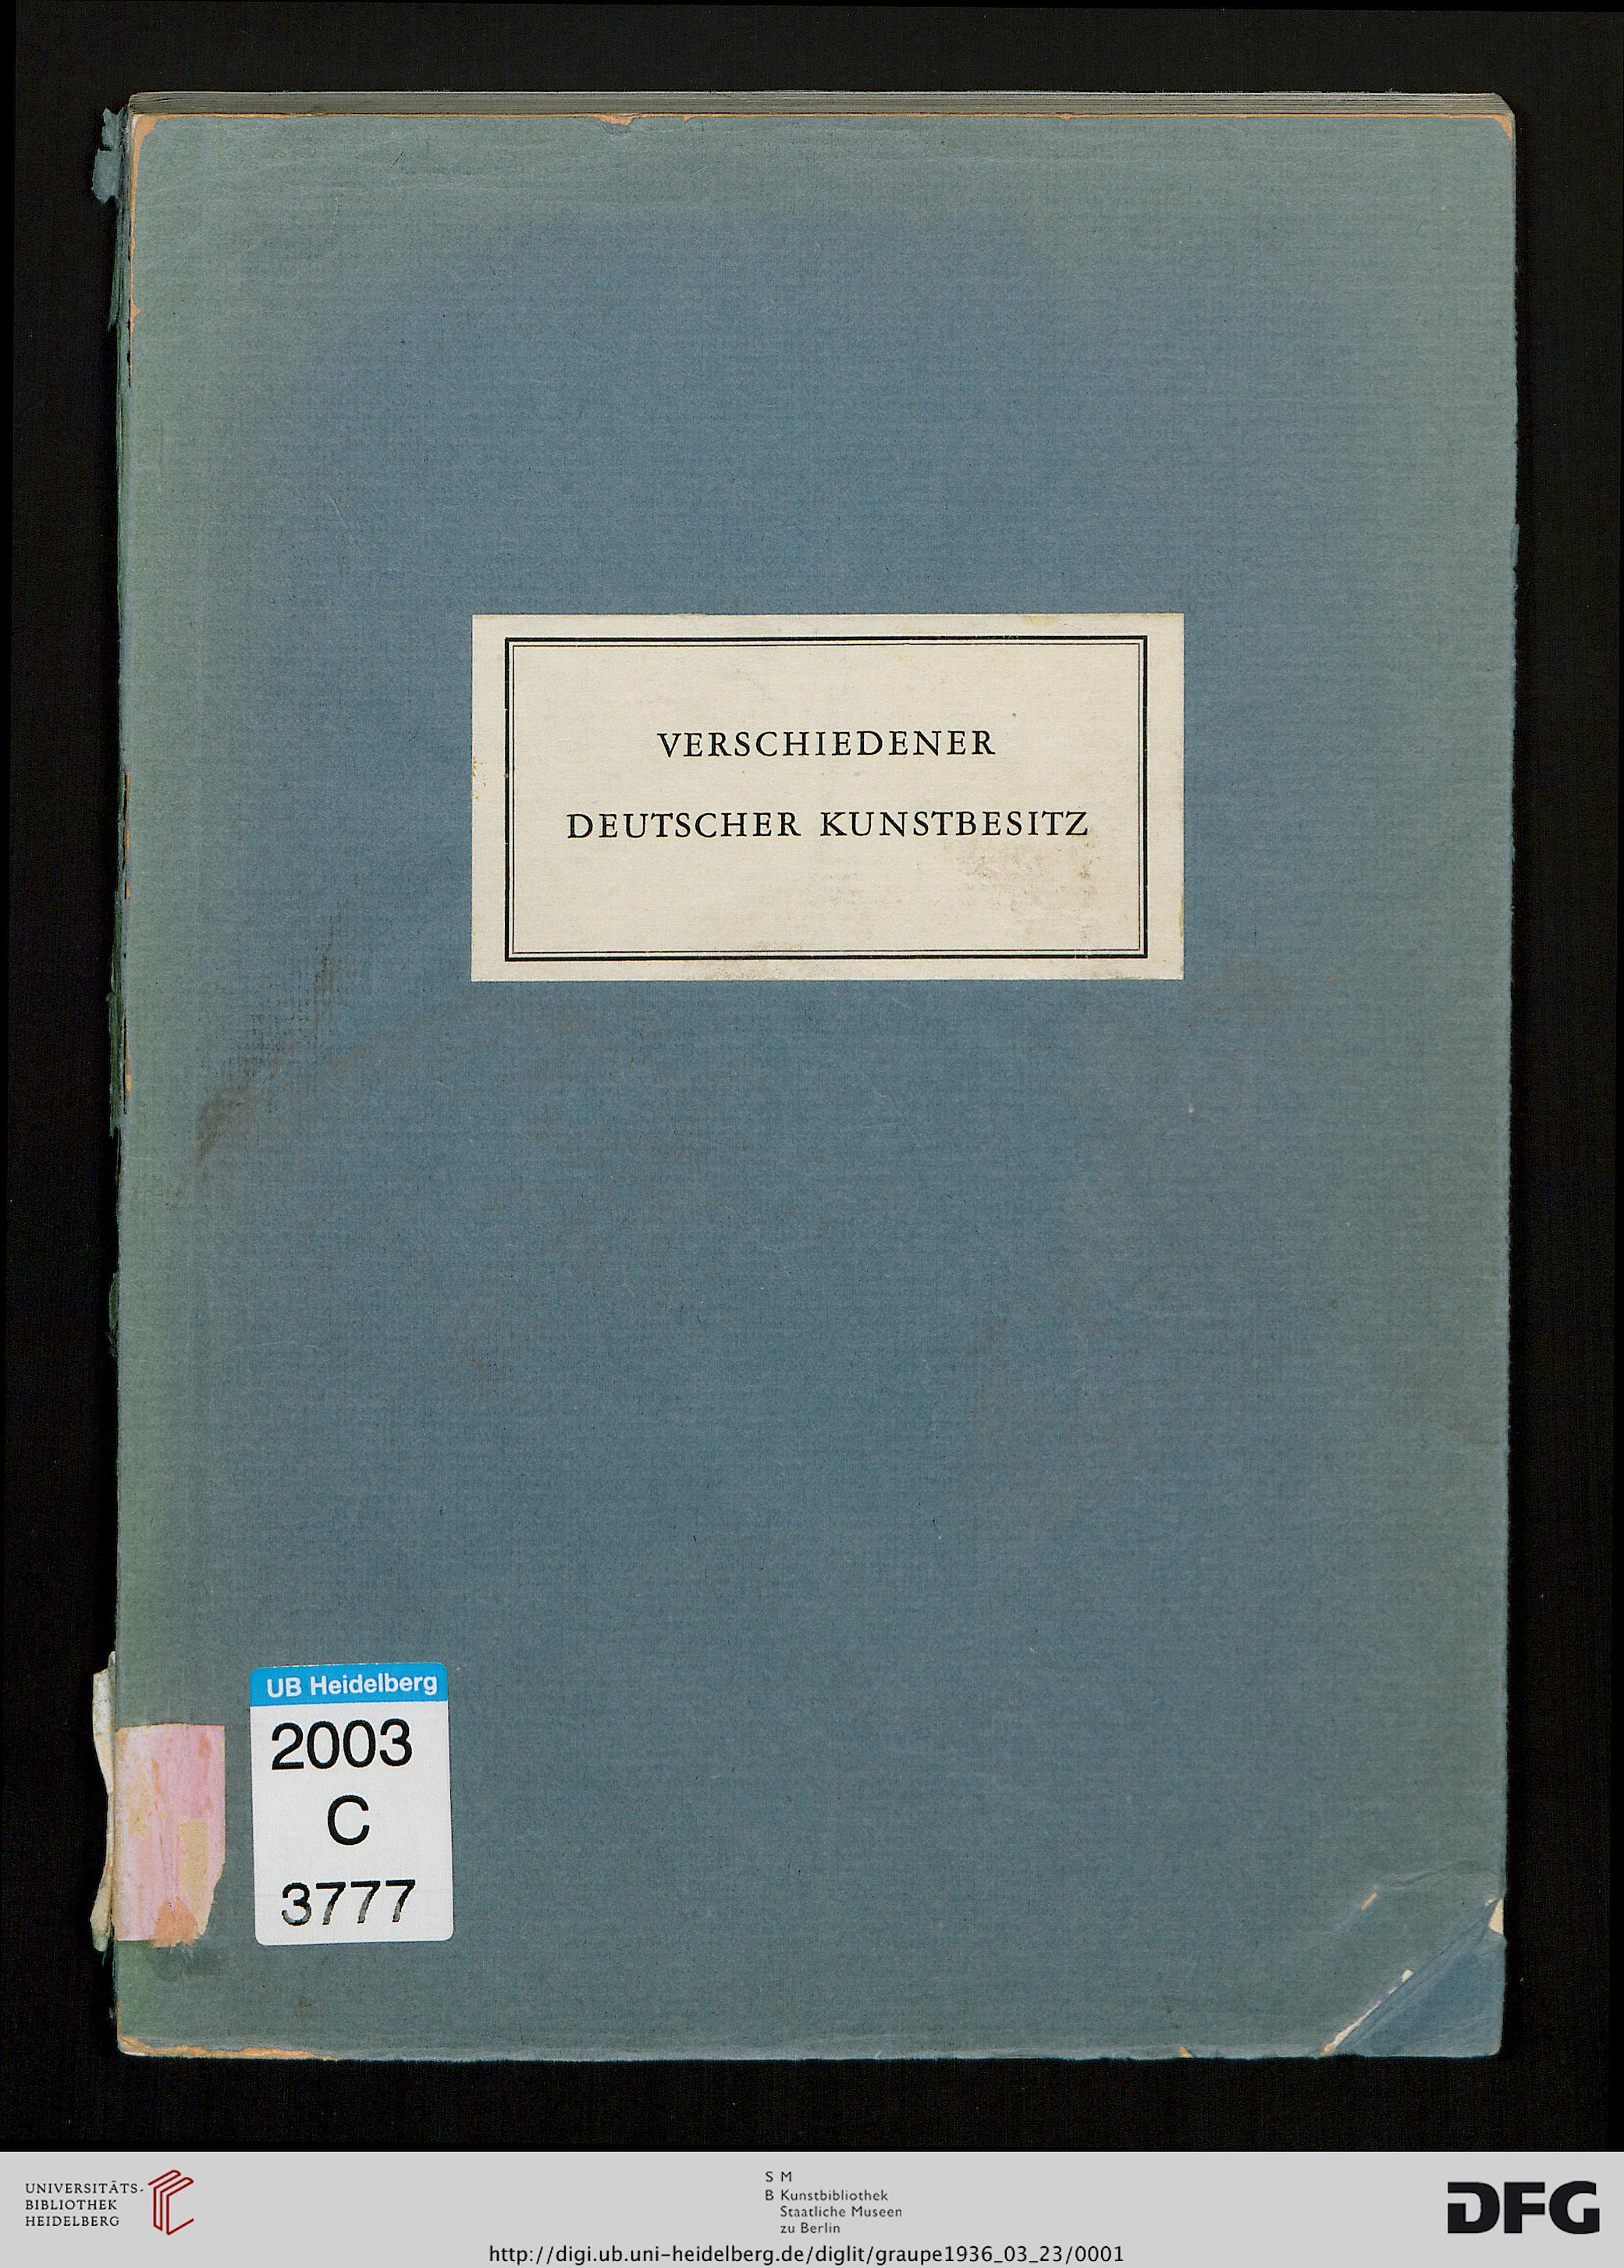 VERSCHIEDENER
DEUTSCHER KUNSTBESITZ
UB Heidelberg
2003
C
3777
UNIVERSITÄTS-
BIBLIOTHEK
HEIDELBERG
S M
B Kunstbibliothek
Staatliche Museen
zu Berlin
DFG
http://digi.ub.uni-heidelberg.de/diglit/graupe1936_03_23/0001